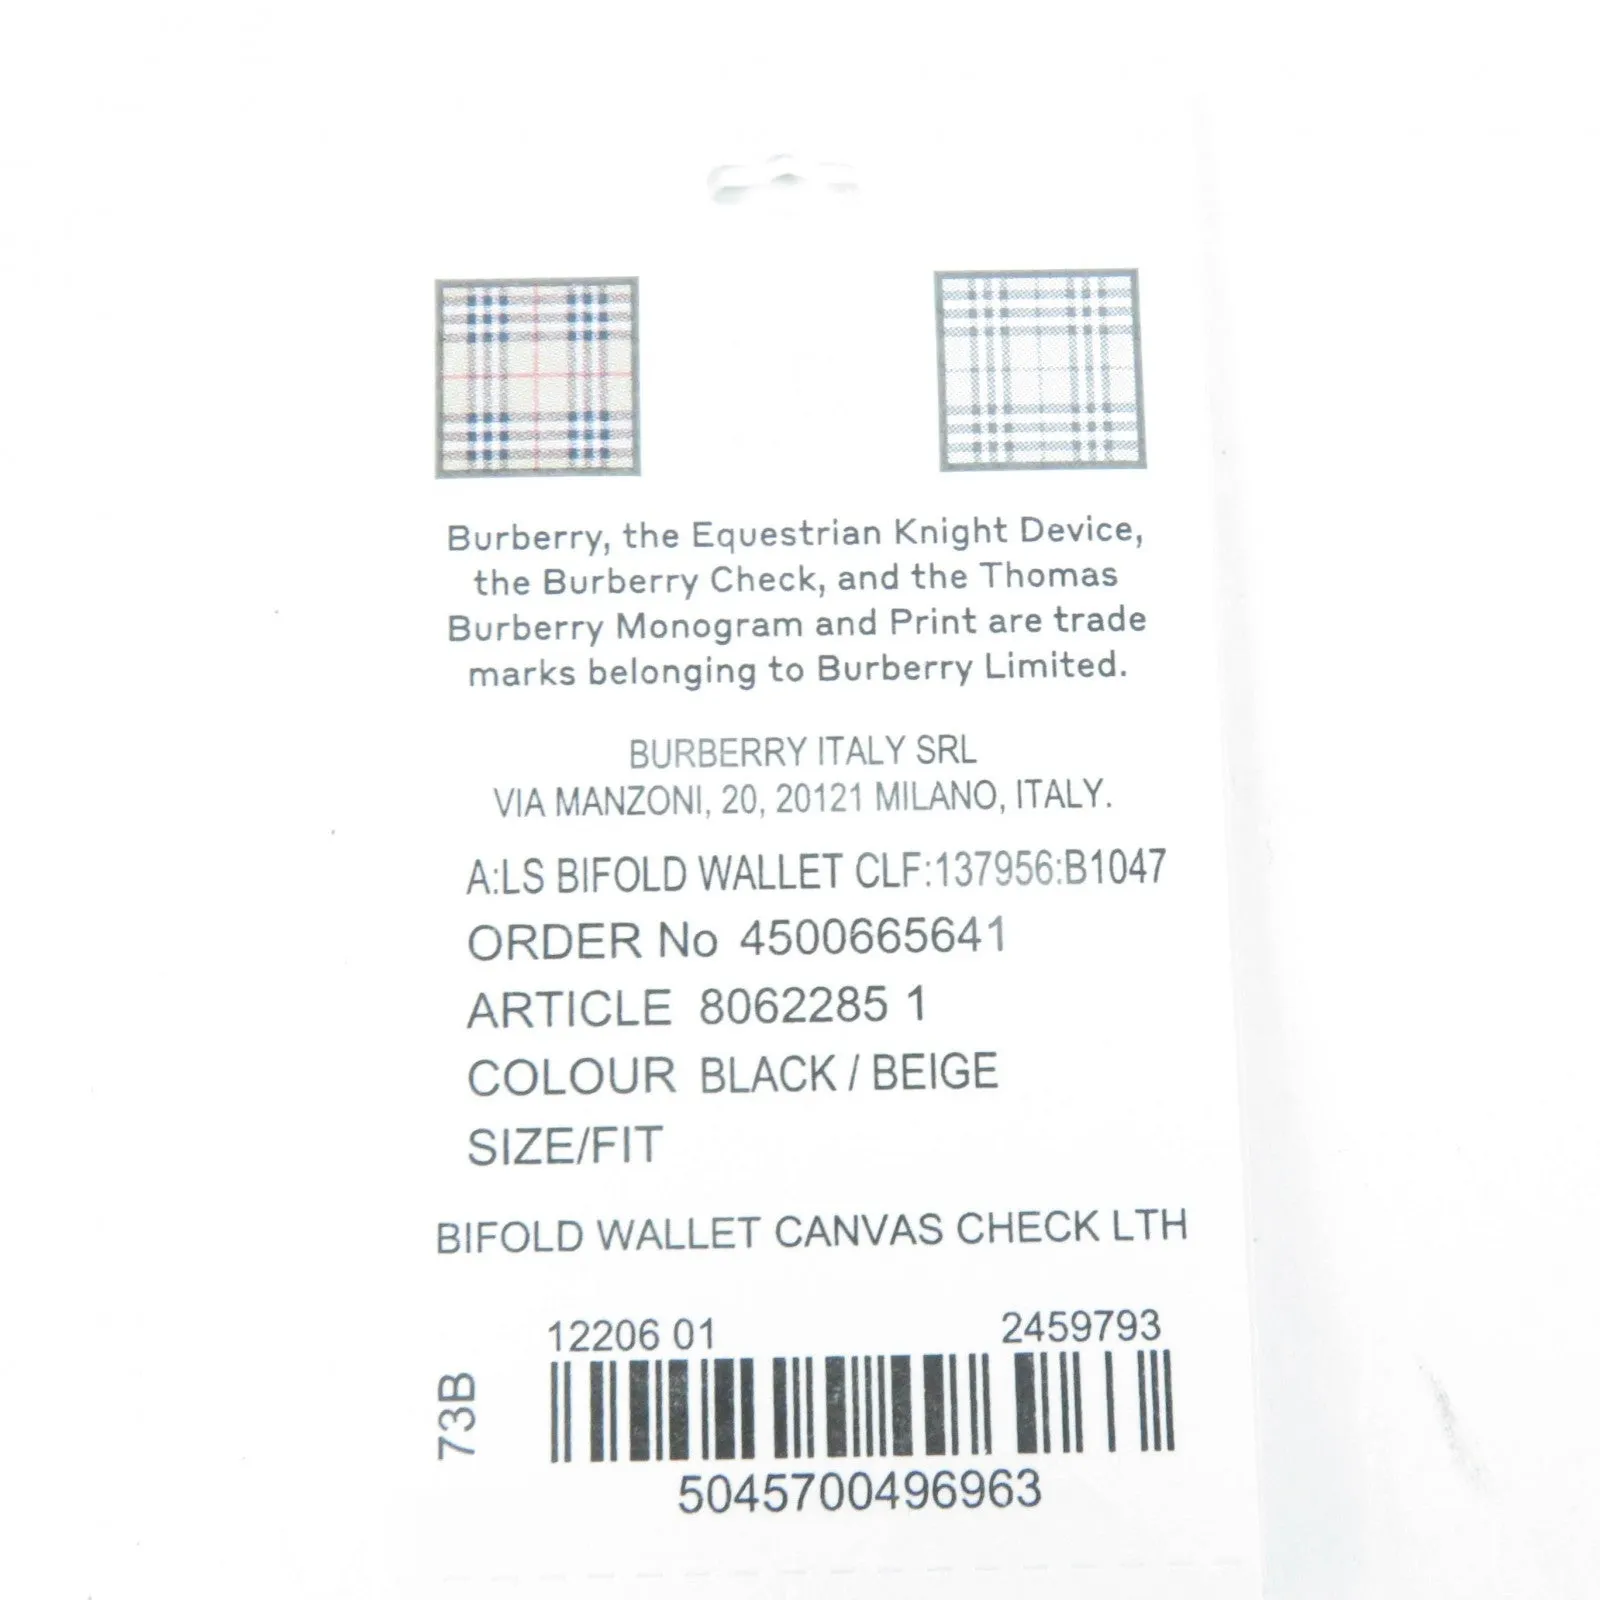 Burberry, the Equestrian Knight Device,
the Burberry Check, and the Thomas
Burberry Monogram and Print are trade
marks belonging to Burberry Limited.
BURBERRY ITALY SRL
VIA MANZONI, 20, 20121 MILANO, ITALY.
A:LS BIFOLD WALLET CLF:137956:B1047
ORDER No 4500665641
ARTICLE 8062285 1
COLOUR BLACK / BEIGE
SIZE/FIT
BIFOLD WALLET CANVAS CHECK LTH
12206 01 2459793
73B
5045700496963